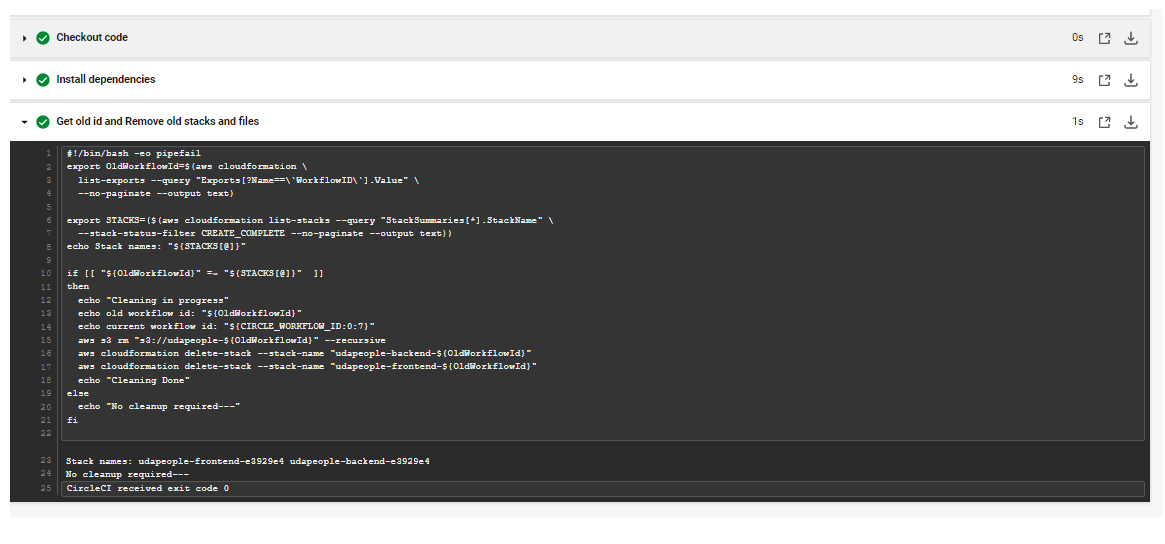 Checkout code 0s
Install dependencies 9s
Get old id and Remove old stacks and files 1s
1 #!/bin/bash -eo pipefail
2 export OldWorkflowId=$(aws cloudformation \
3   list-exports --query "Exports[?Name==\`WorkflowID\`].Value" \
4   --no-paginate --output text)
5
6 export STACKS=($(aws cloudformation list-stacks --query "StackSummaries[*].StackName" \
7   --stack-status-filter CREATE_COMPLETE --no-paginate --output text))
8 echo Stack names: "${STACKS[@]}"
9
10 if [[ "${OldWorkflowId}" =~ "${STACKS[@]}"  ]]
11 then
12   echo "Cleaning in progress"
13   echo old workflow id: "${OldWorkflowId}"
14   echo current workflow id: "${CIRCLE_WORKFLOW_ID:0:7}"
15   aws s3 rm "s3://udapeople-${OldWorkflowId}" --recursive
16   aws cloudformation delete-stack --stack-name "udapeople-backend-${OldWorkflowId}"
17   aws cloudformation delete-stack --stack-name "udapeople-frontend-${OldWorkflowId}"
18   echo "Cleaning Done"
19 else
20   echo "No cleanup required---"
21 fi
22
23 Stack names: udapeople-frontend-e3929e4 udapeople-backend-e3929e4
24 No cleanup required---
25 CircleCI received exit code 0